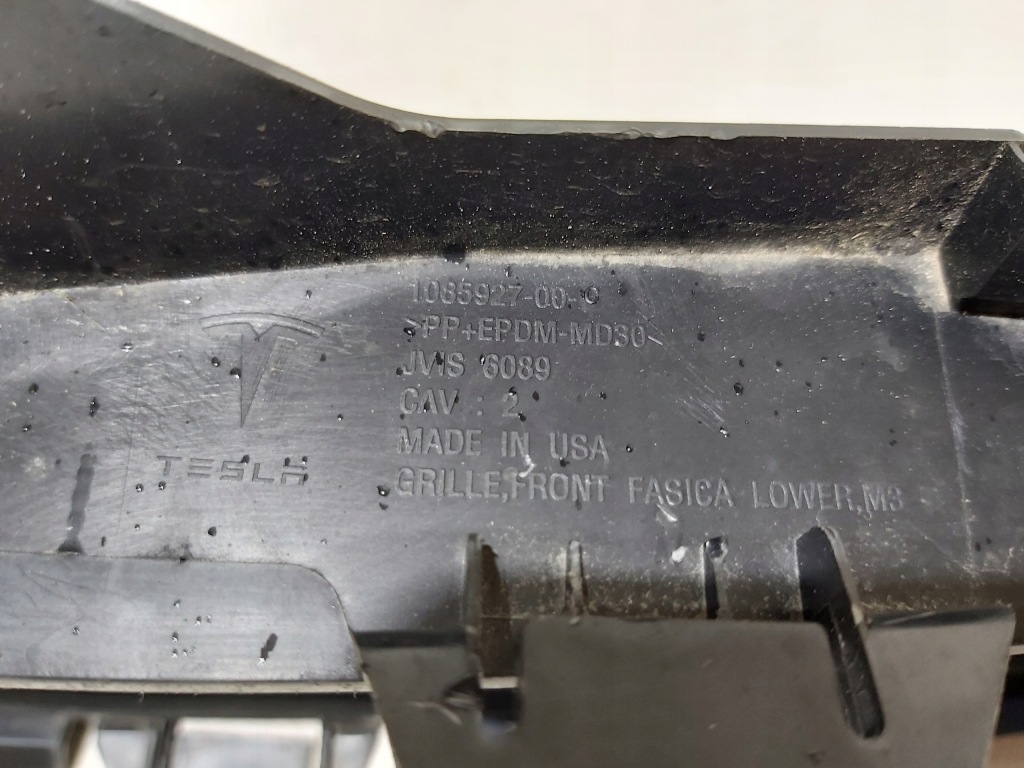 1085927-00-C
>PP+EPDM-MD30<
JVIS 6089
CAV : 2
MADE IN USA
TESLA
GRILLE,FRONT FASICA LOWER,M3